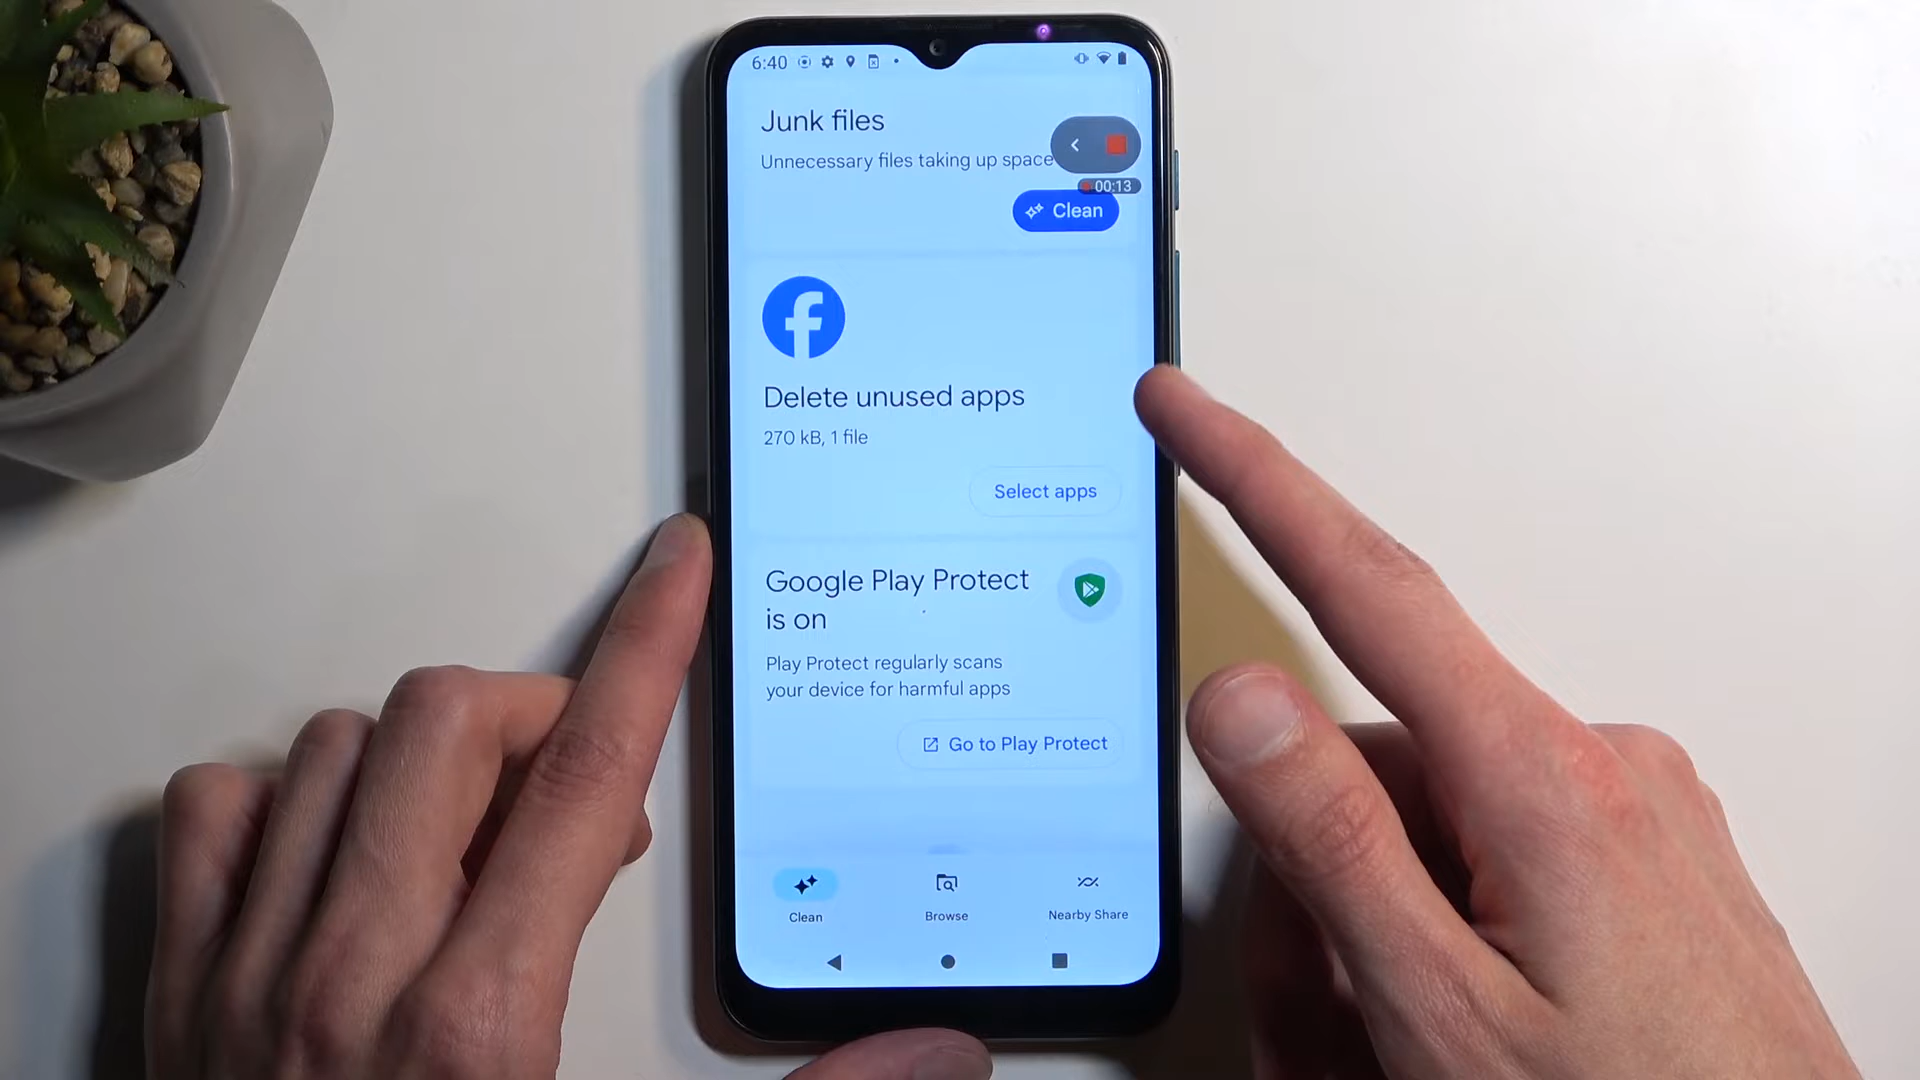 6:40
Junk files
Unnecessary files taking up space
00:13
Clean
Delete unused apps
270 kB, 1 file
Select apps
Google Play Protect
is on
Play Protect regularly scans
your device for harmful apps
Go to Play Protect
Clean
Browse
Nearby Share